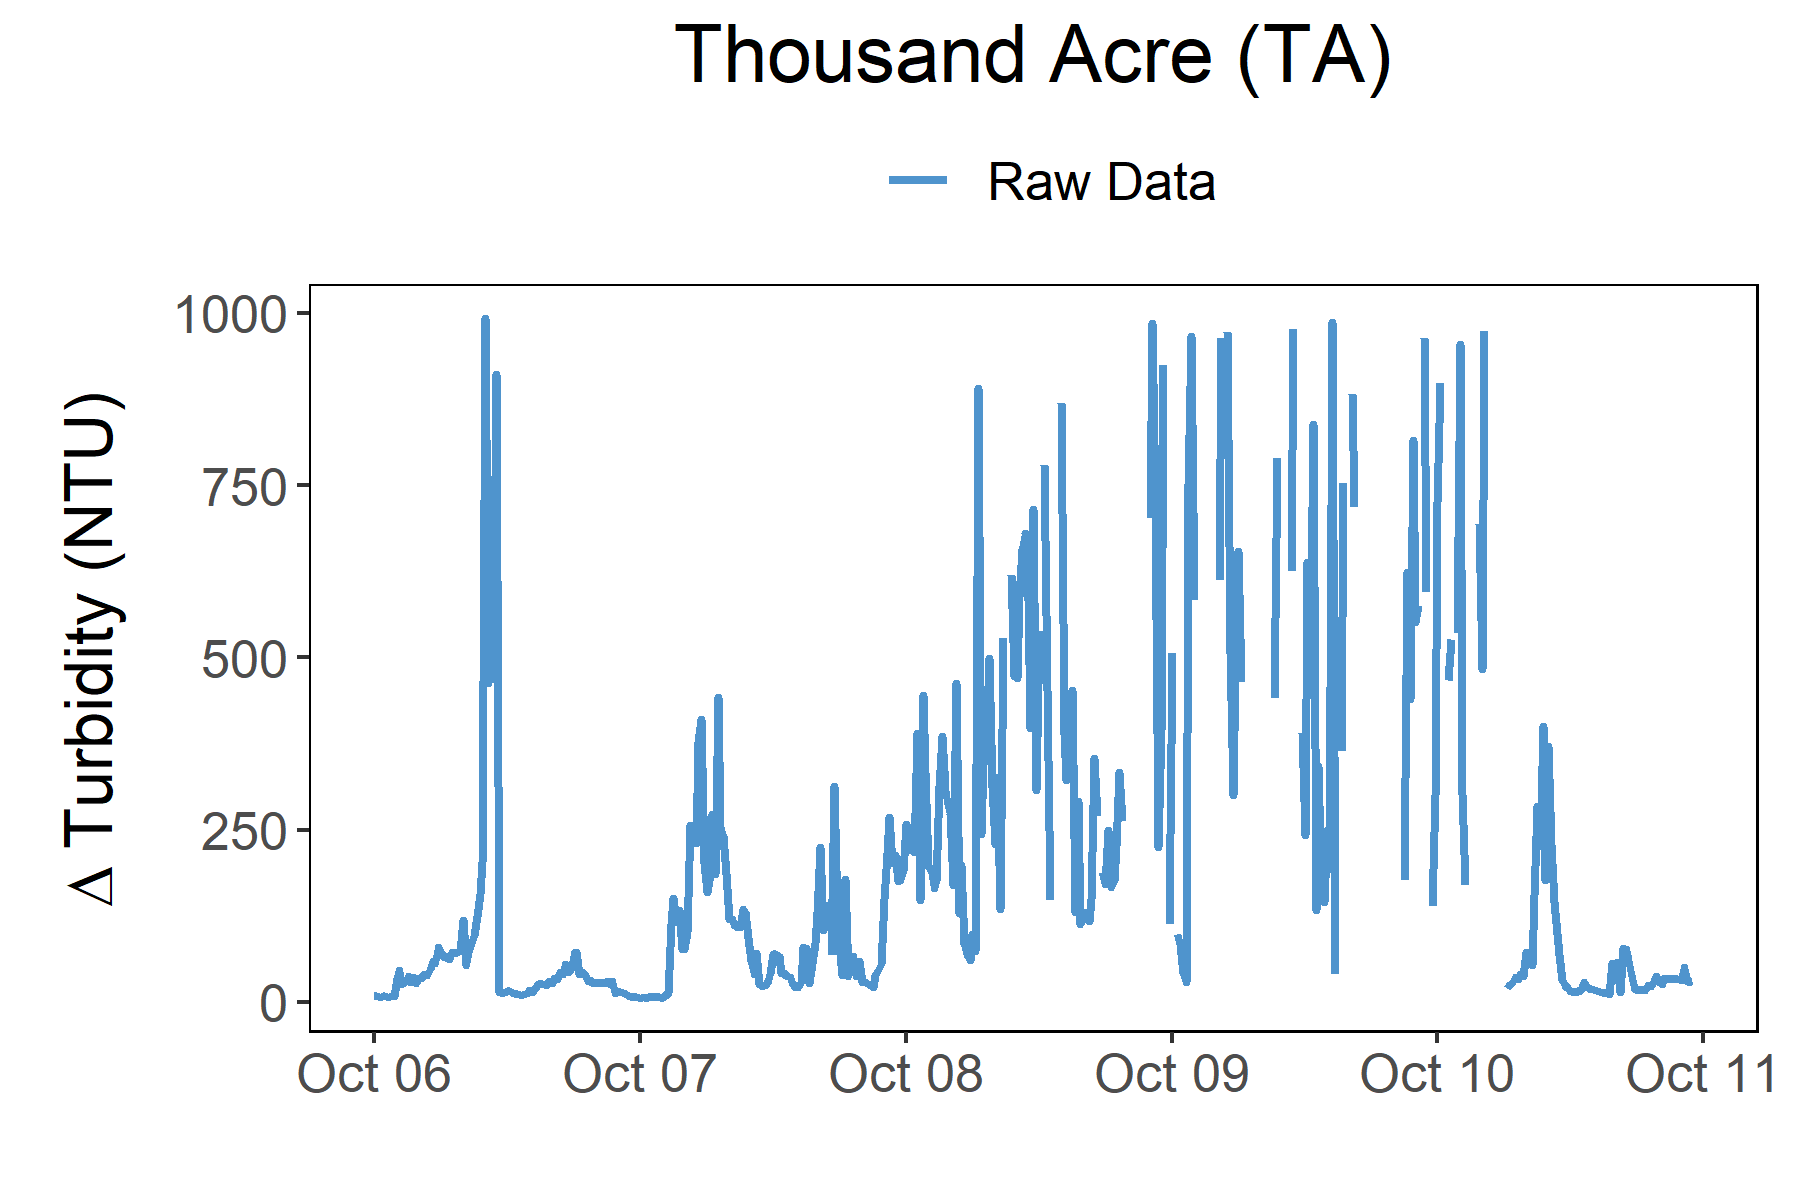 Thousand Acre (TA)
Raw Data
Δ Turbidity (NTU)
1000
750
500
250
0
Oct 06
Oct 07
Oct 08
Oct 09
Oct 10
Oct 11